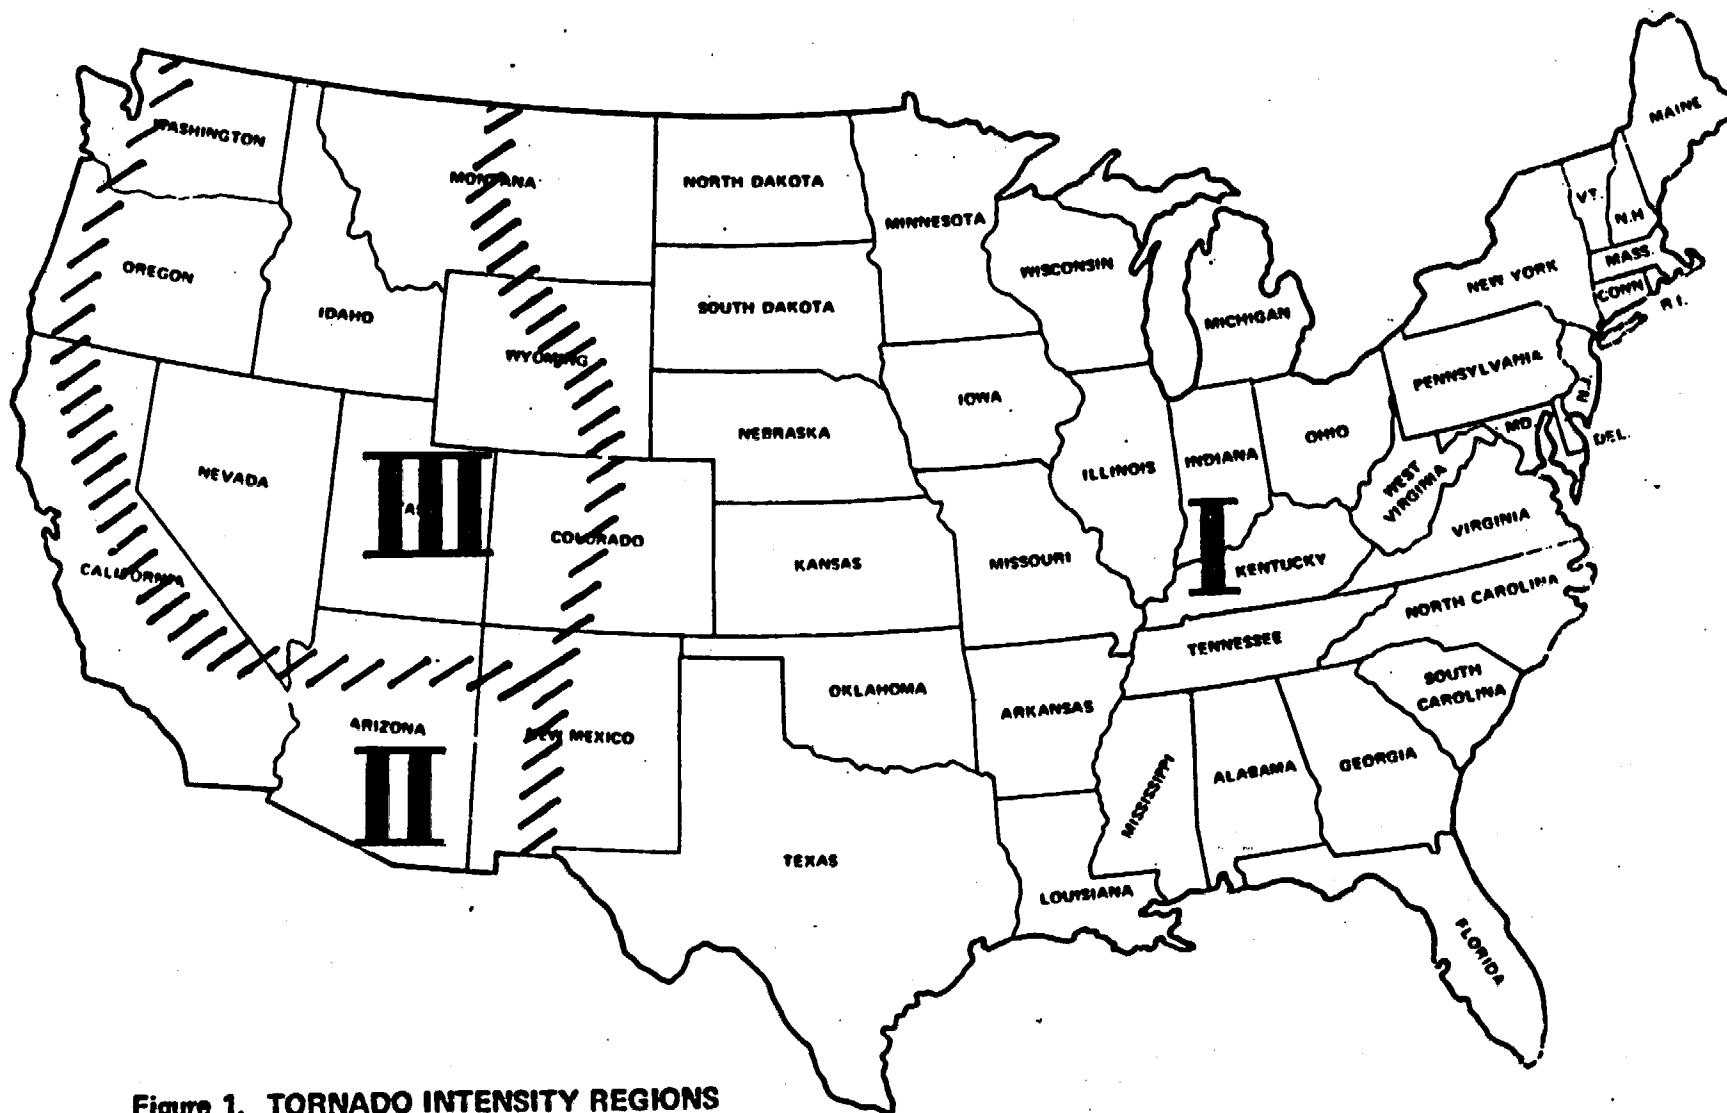 WASHINGTON
MONTANA
NORTH DAKOTA
MINNESOTA
MAINE
VT.
N.H
OREGON
IDAHO
SOUTH DAKOTA
WISCONSIN
MICHIGAN
NEW YORK
MASS.
CONN
R.I.
WYOMING
IOWA
PENNSYLVANIA
N.J.
NEVADA
NEBRASKA
ILLINOIS
INDIANA
OHIO
MD
DEL.
WEST
VIRGINIA
VIRGINIA
III
COLORADO
KANSAS
MISSOURI
I
KENTUCKY
CALIFORNIA
NORTH CAROLINA
TENNESSEE
ARIZONA
NEW MEXICO
OKLAHOMA
ARKANSAS
SOUTH
CAROLINA
II
MISSISSIPPI
ALABAMA
GEORGIA
TEXAS
LOUISIANA
FLORIDA
Figure 1. TORNADO INTENSITY REGIONS